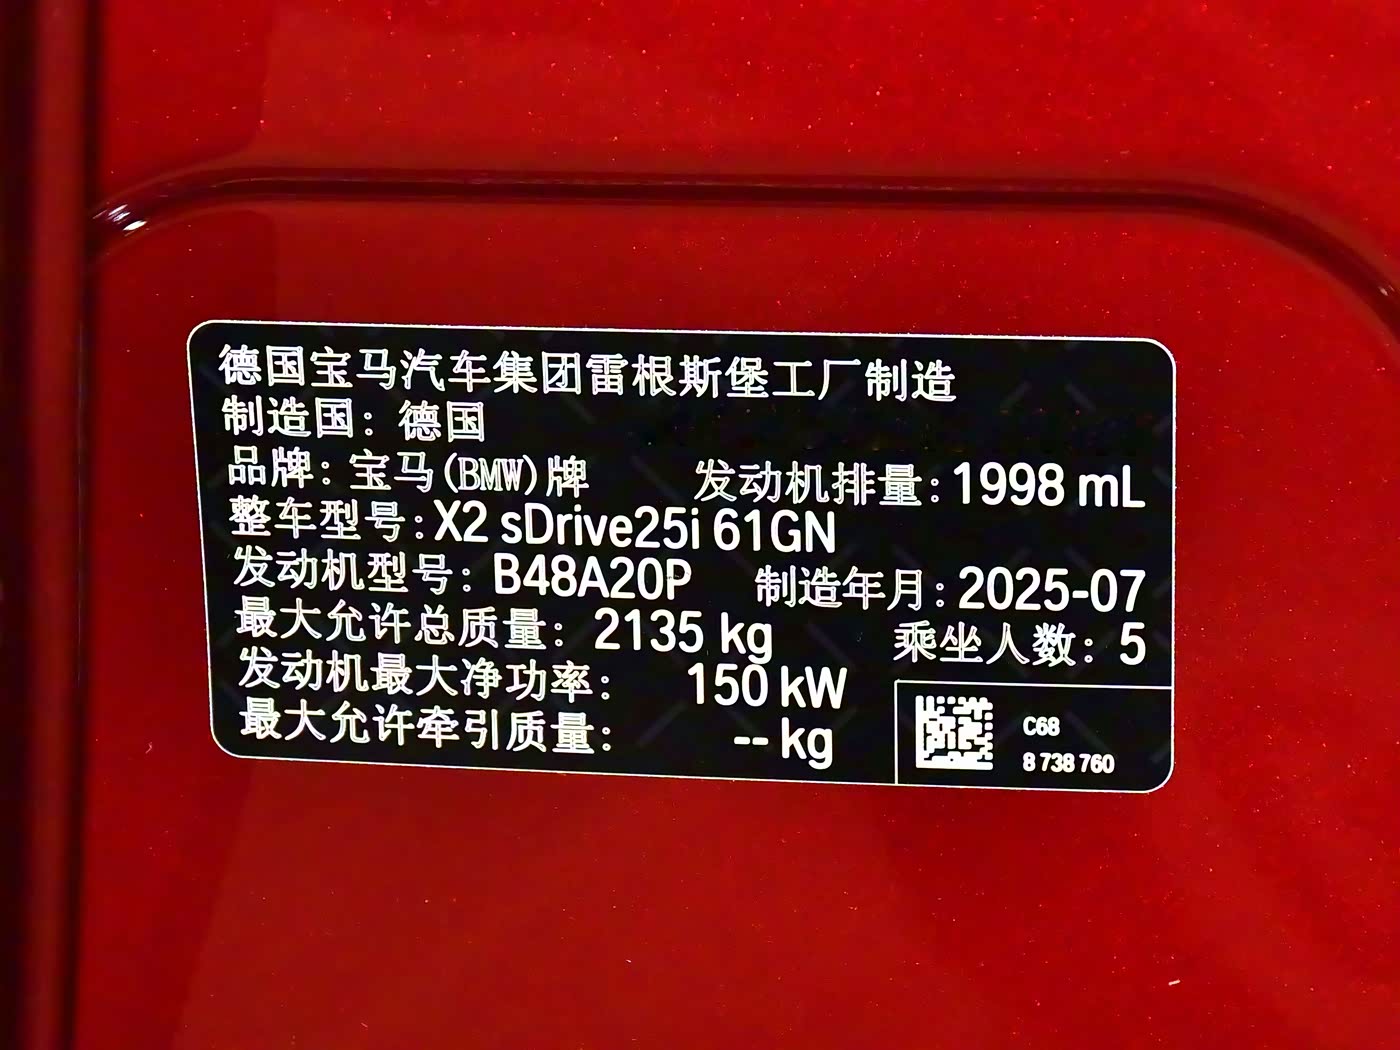 德国宝马汽车集团雷根斯堡工厂制造
制造国：德国
品牌：宝马(BMW)牌 发动机排量：1998 mL
整车型号：X2 sDrive25i 61GN
发动机型号：B48A20P 制造年月：2025-07
最大允许总质量：2135 kg 乘坐人数：5
发动机最大净功率：150 kW
最大允许牵引质量：-- kg
C68
8 738 760